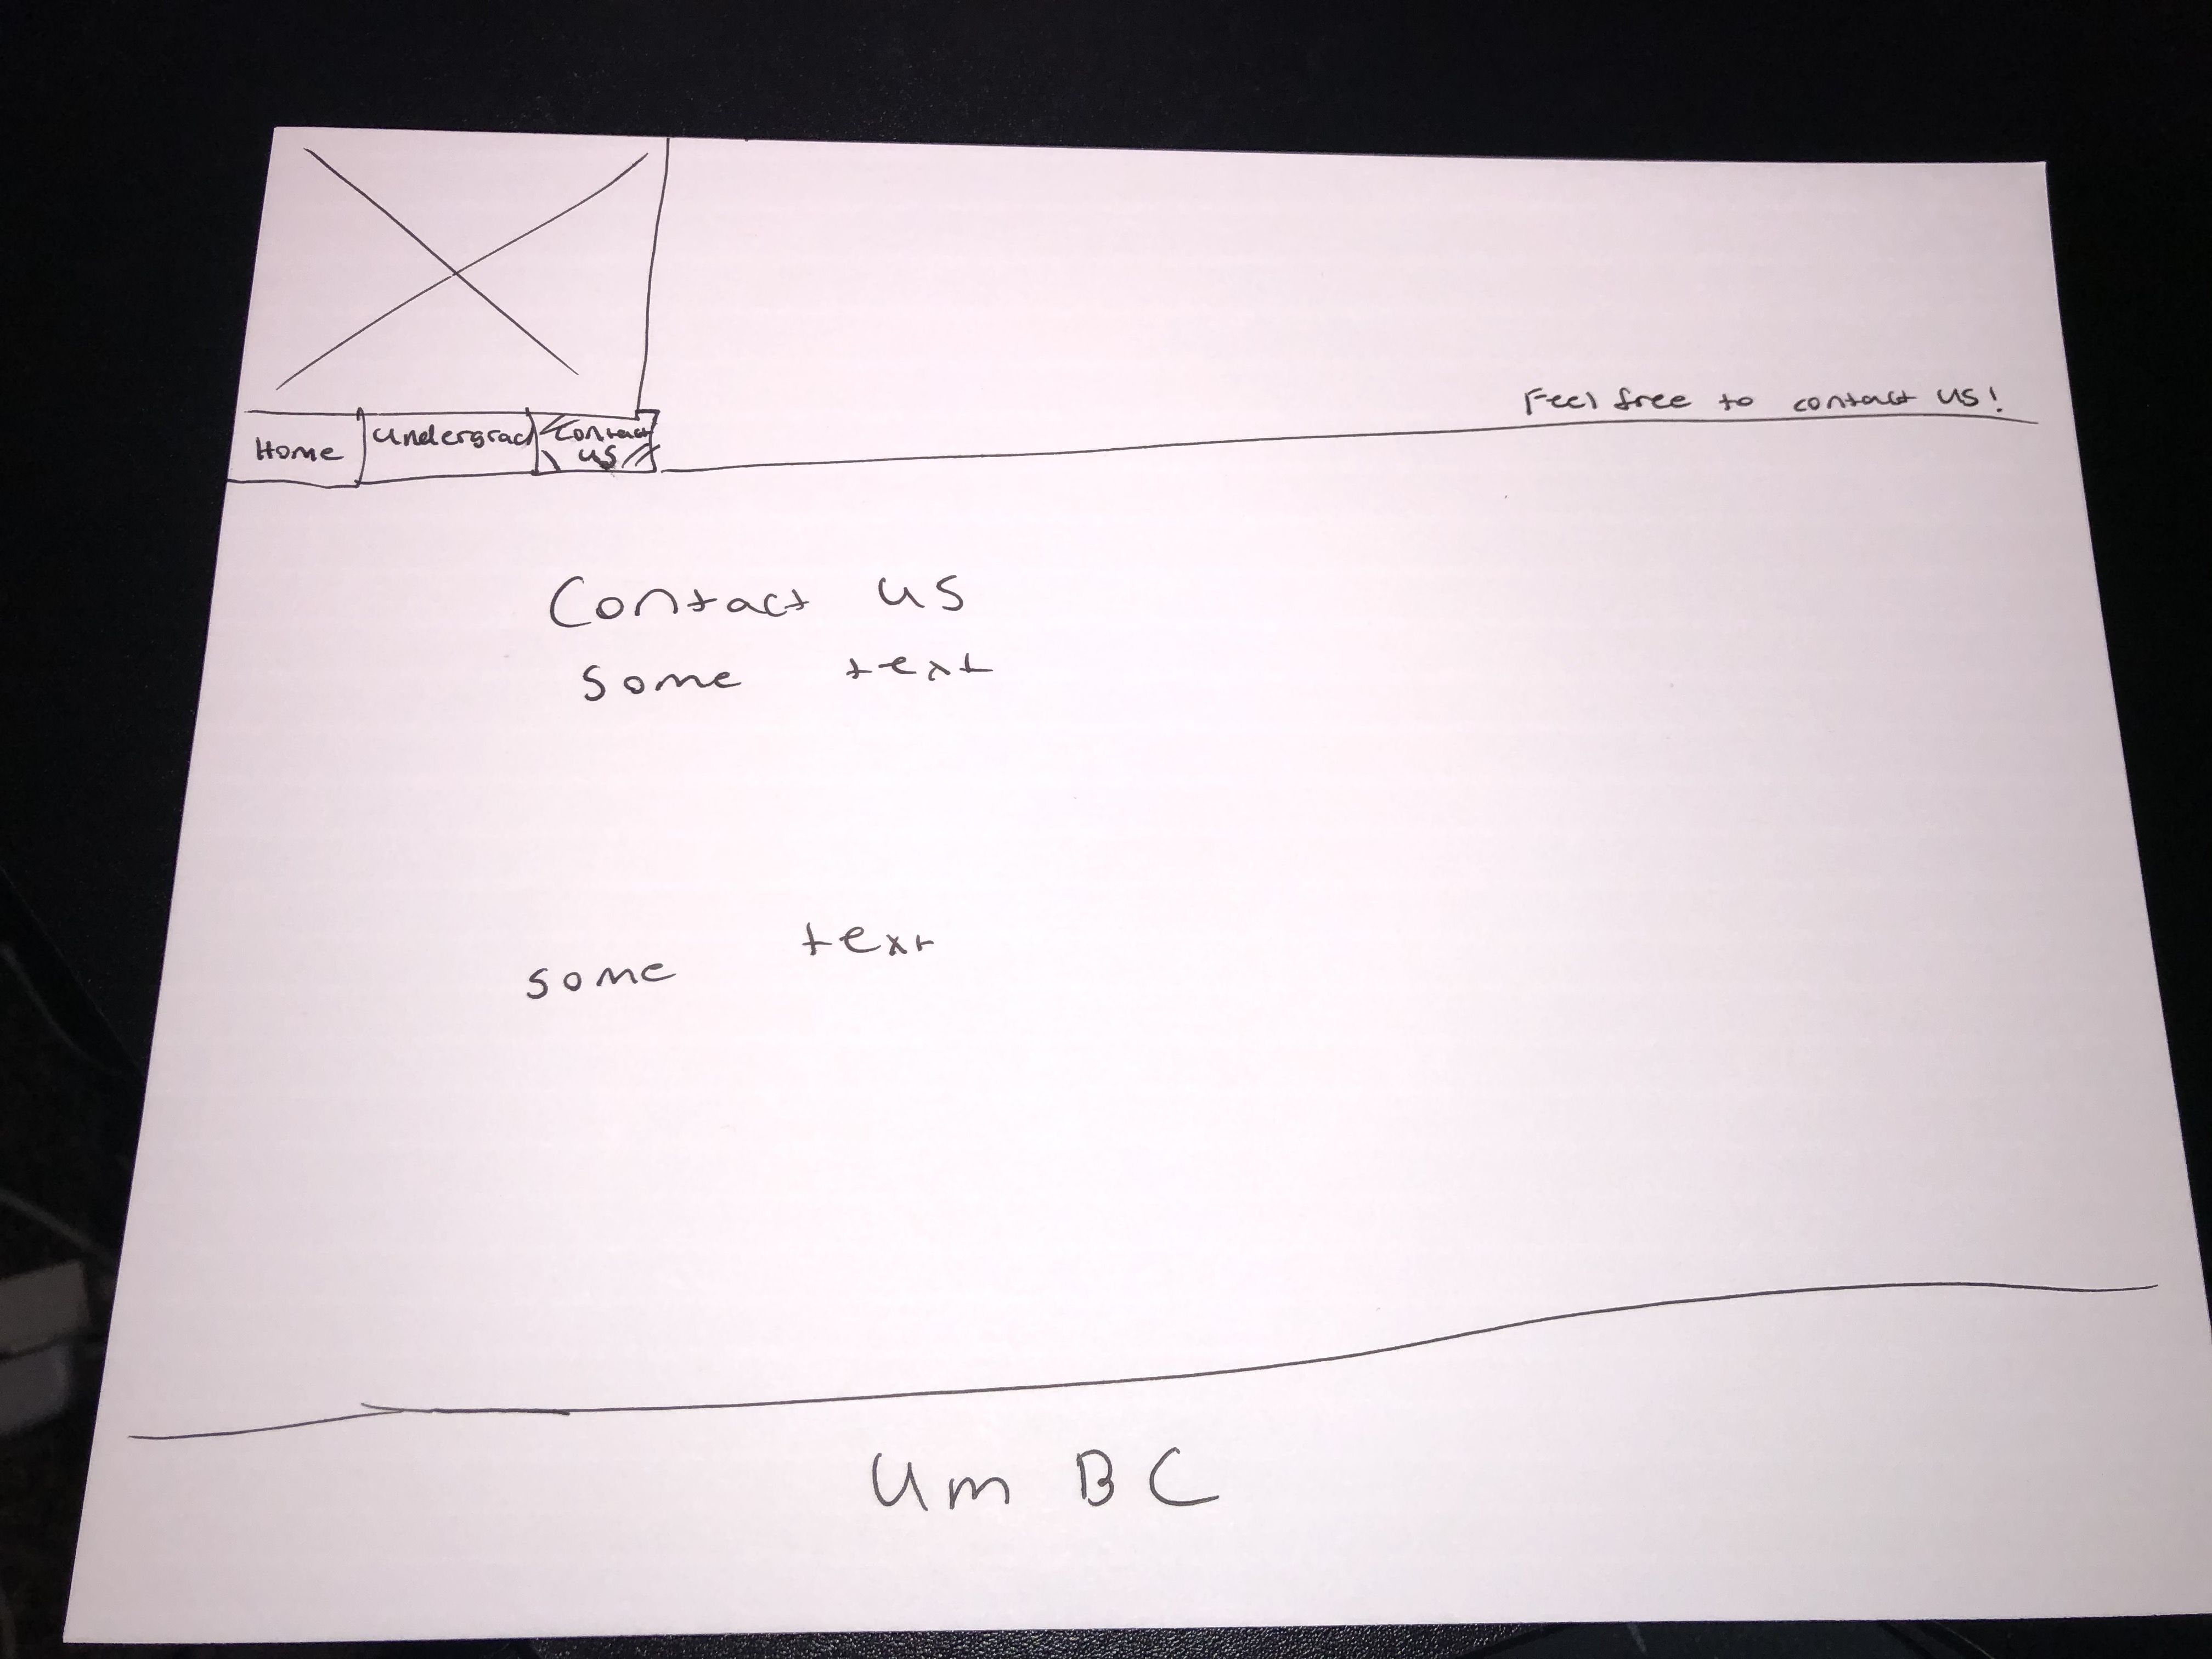 Feel free to contact us!
Home Undergrad Contact us
Contact us
some text
some text
UmBC